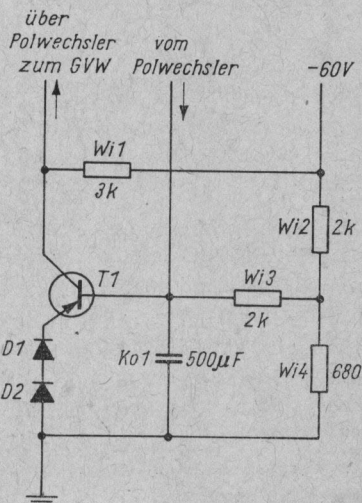 über
Polwechsler
zum GVW
vom
Polwechsler
-60V
Wi1
3k
Wi2
2k
T1
Wi3
2k
D1
Ko1
500µF
Wi4
680
D2